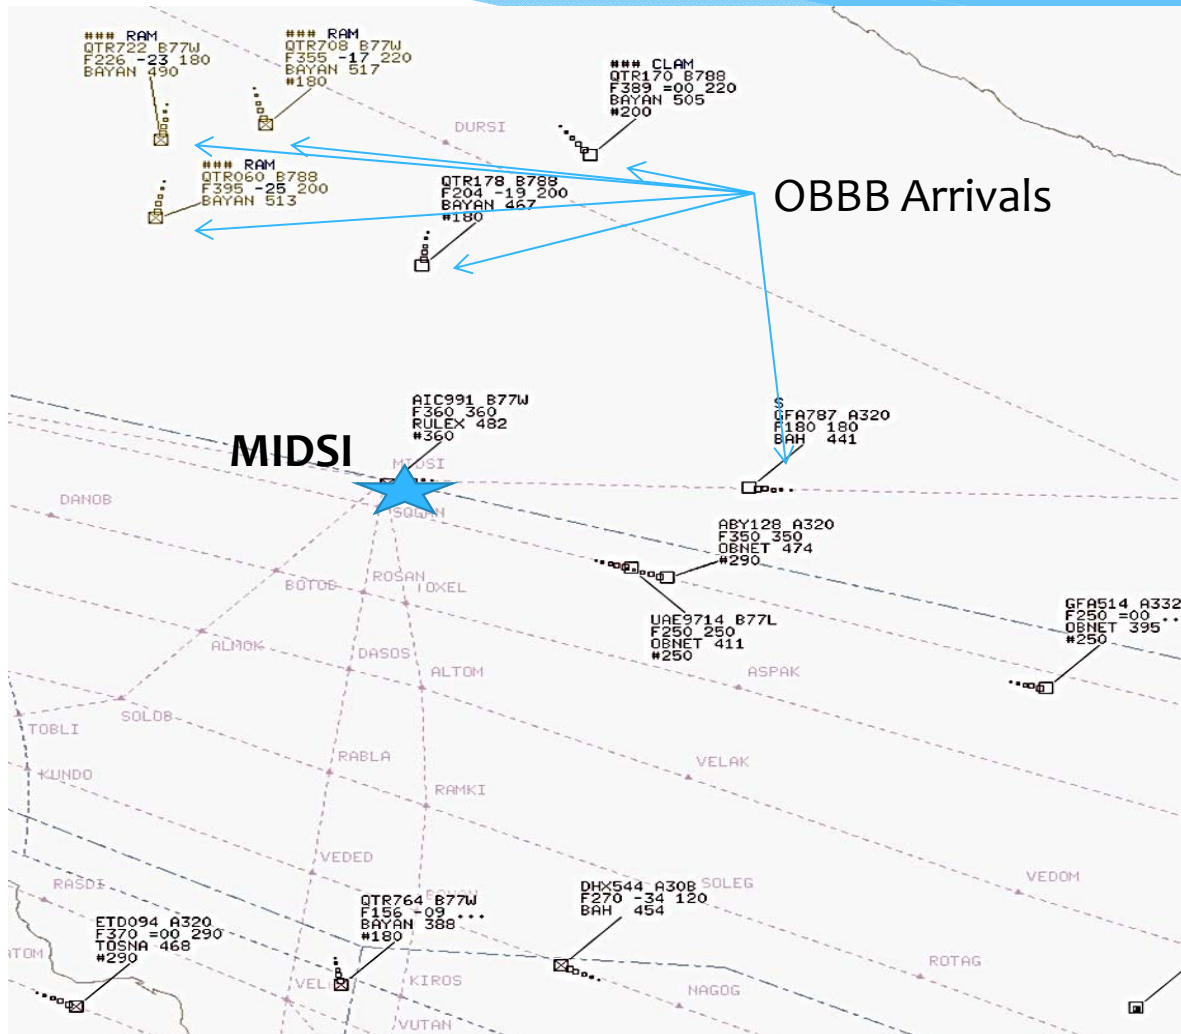 ### RAM
QTR722 B77W
F226 -23 180
BAYAN 490
### RAM
QTR708 B77W
F355 -17 220
BAYAN 517
#180
### CLAM
QTR170 B788
F389 =00 220
BAYAN 505
#200
DURSI
### RAM
QTR060 B788
F395 -25 200
BAYAN 513
QTR178 B788
F204 -19 200
BAYAN 467
#180
OBBB Arrivals
AIC991 B77W
F360 360
RULEX 482
#360
MIDSI
MIDSI
S
GFA787 A320
F180 180
BAH 441
DANOB
SQWAN
ABY128 A320
F350 350
OBNET 474
#290
BOTOB
ROSAN
TOXEL
UAE9714 B77L
F250 250
OBNET 411
#250
GFA514 A332
F250 =00 ...
OBNET 395
#250
ALMOK
DASOS
ALTOM
ASPAK
SOLOB
TOBLI
KUNDO
RABLA
VELAK
RAMKI
VEDED
RASDI
SOLEG
VEDOM
QTR764 B77W
F156 -09 ...
BAYAN 388
#180
DHX544 A30B
F270 -34 120
BAH 454
ETD094 A320
F370 =00 290
TOSNA 468
#290
ATOM
VEL
KIROS
ROTAG
NAGOG
VUTAN